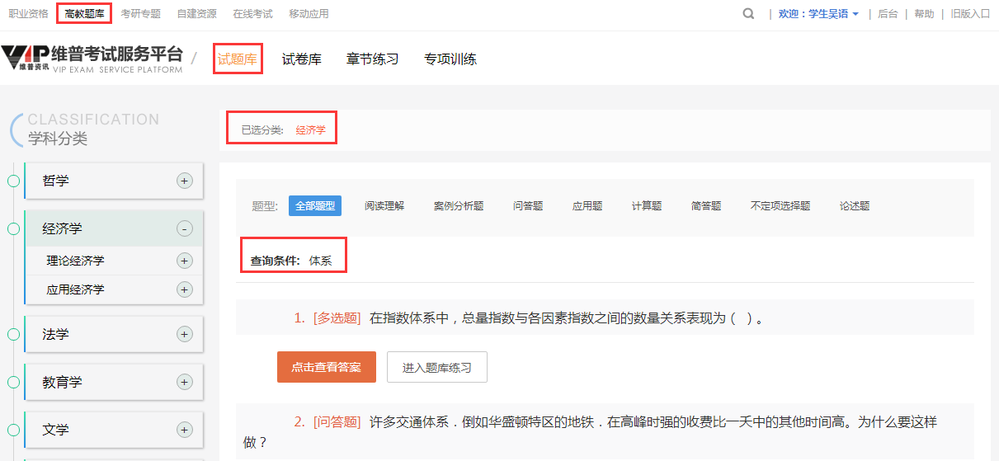 职业资格 高教题库 考研专题 自建资源 在线考试 移动应用 | 欢迎：学生吴语 | 后台 | 帮助 | 旧版入口
VIP 维普资讯 维普考试服务平台 VIP EXAM SERVICE PLATFORM / 试题库 试卷库 章节练习 专项训练
CLASSIFICATION
学科分类
哲学 +
经济学 -
理论经济学 +
应用经济学 +
法学 +
教育学 +
文学 +
已选分类: 经济学
题型: 全部题型 阅读理解 案例分析题 问答题 应用题 计算题 简答题 不定项选择题 论述题
查询条件: 体系
1. [多选题] 在指数体系中，总量指数与各因素指数之间的数量关系表现为（ ）。
点击查看答案 进入题库练习
2. [问答题] 许多交通体系．倒如华盛顿特区的地铁．在高峰时强的收费比一天中的其他时间高。为什么要这样
做？